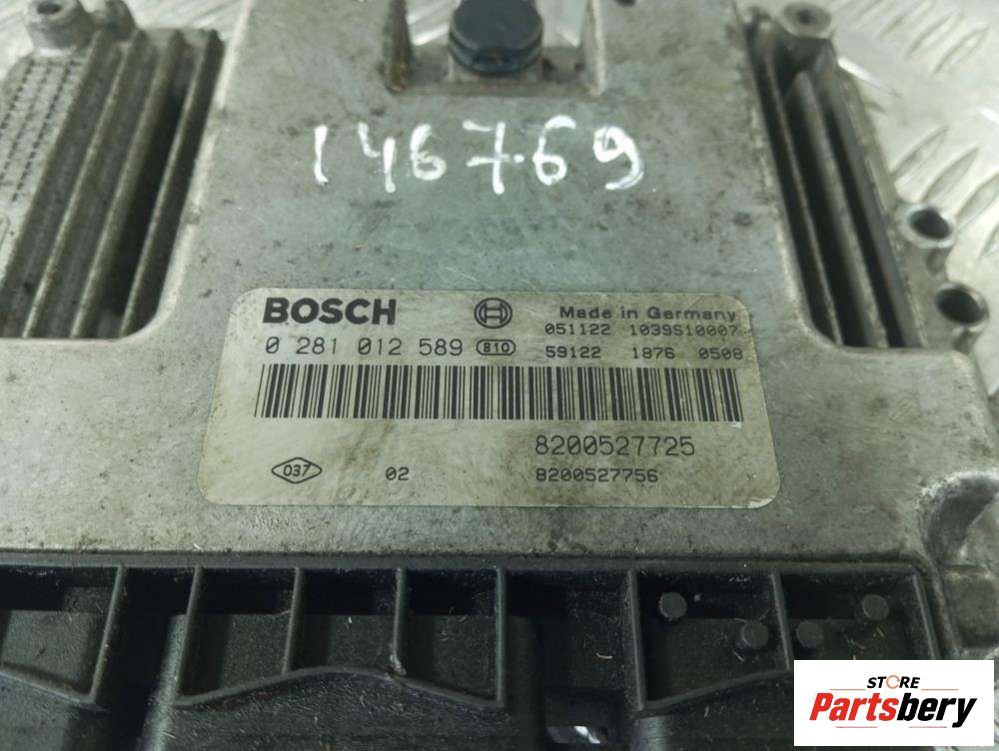 146769
BOSCH
Made in Germany
051122 1039S10007
0 281 012 589 B10
59122 1876 0508
8200527725
037
02
8200527756
STORE
Partsbery